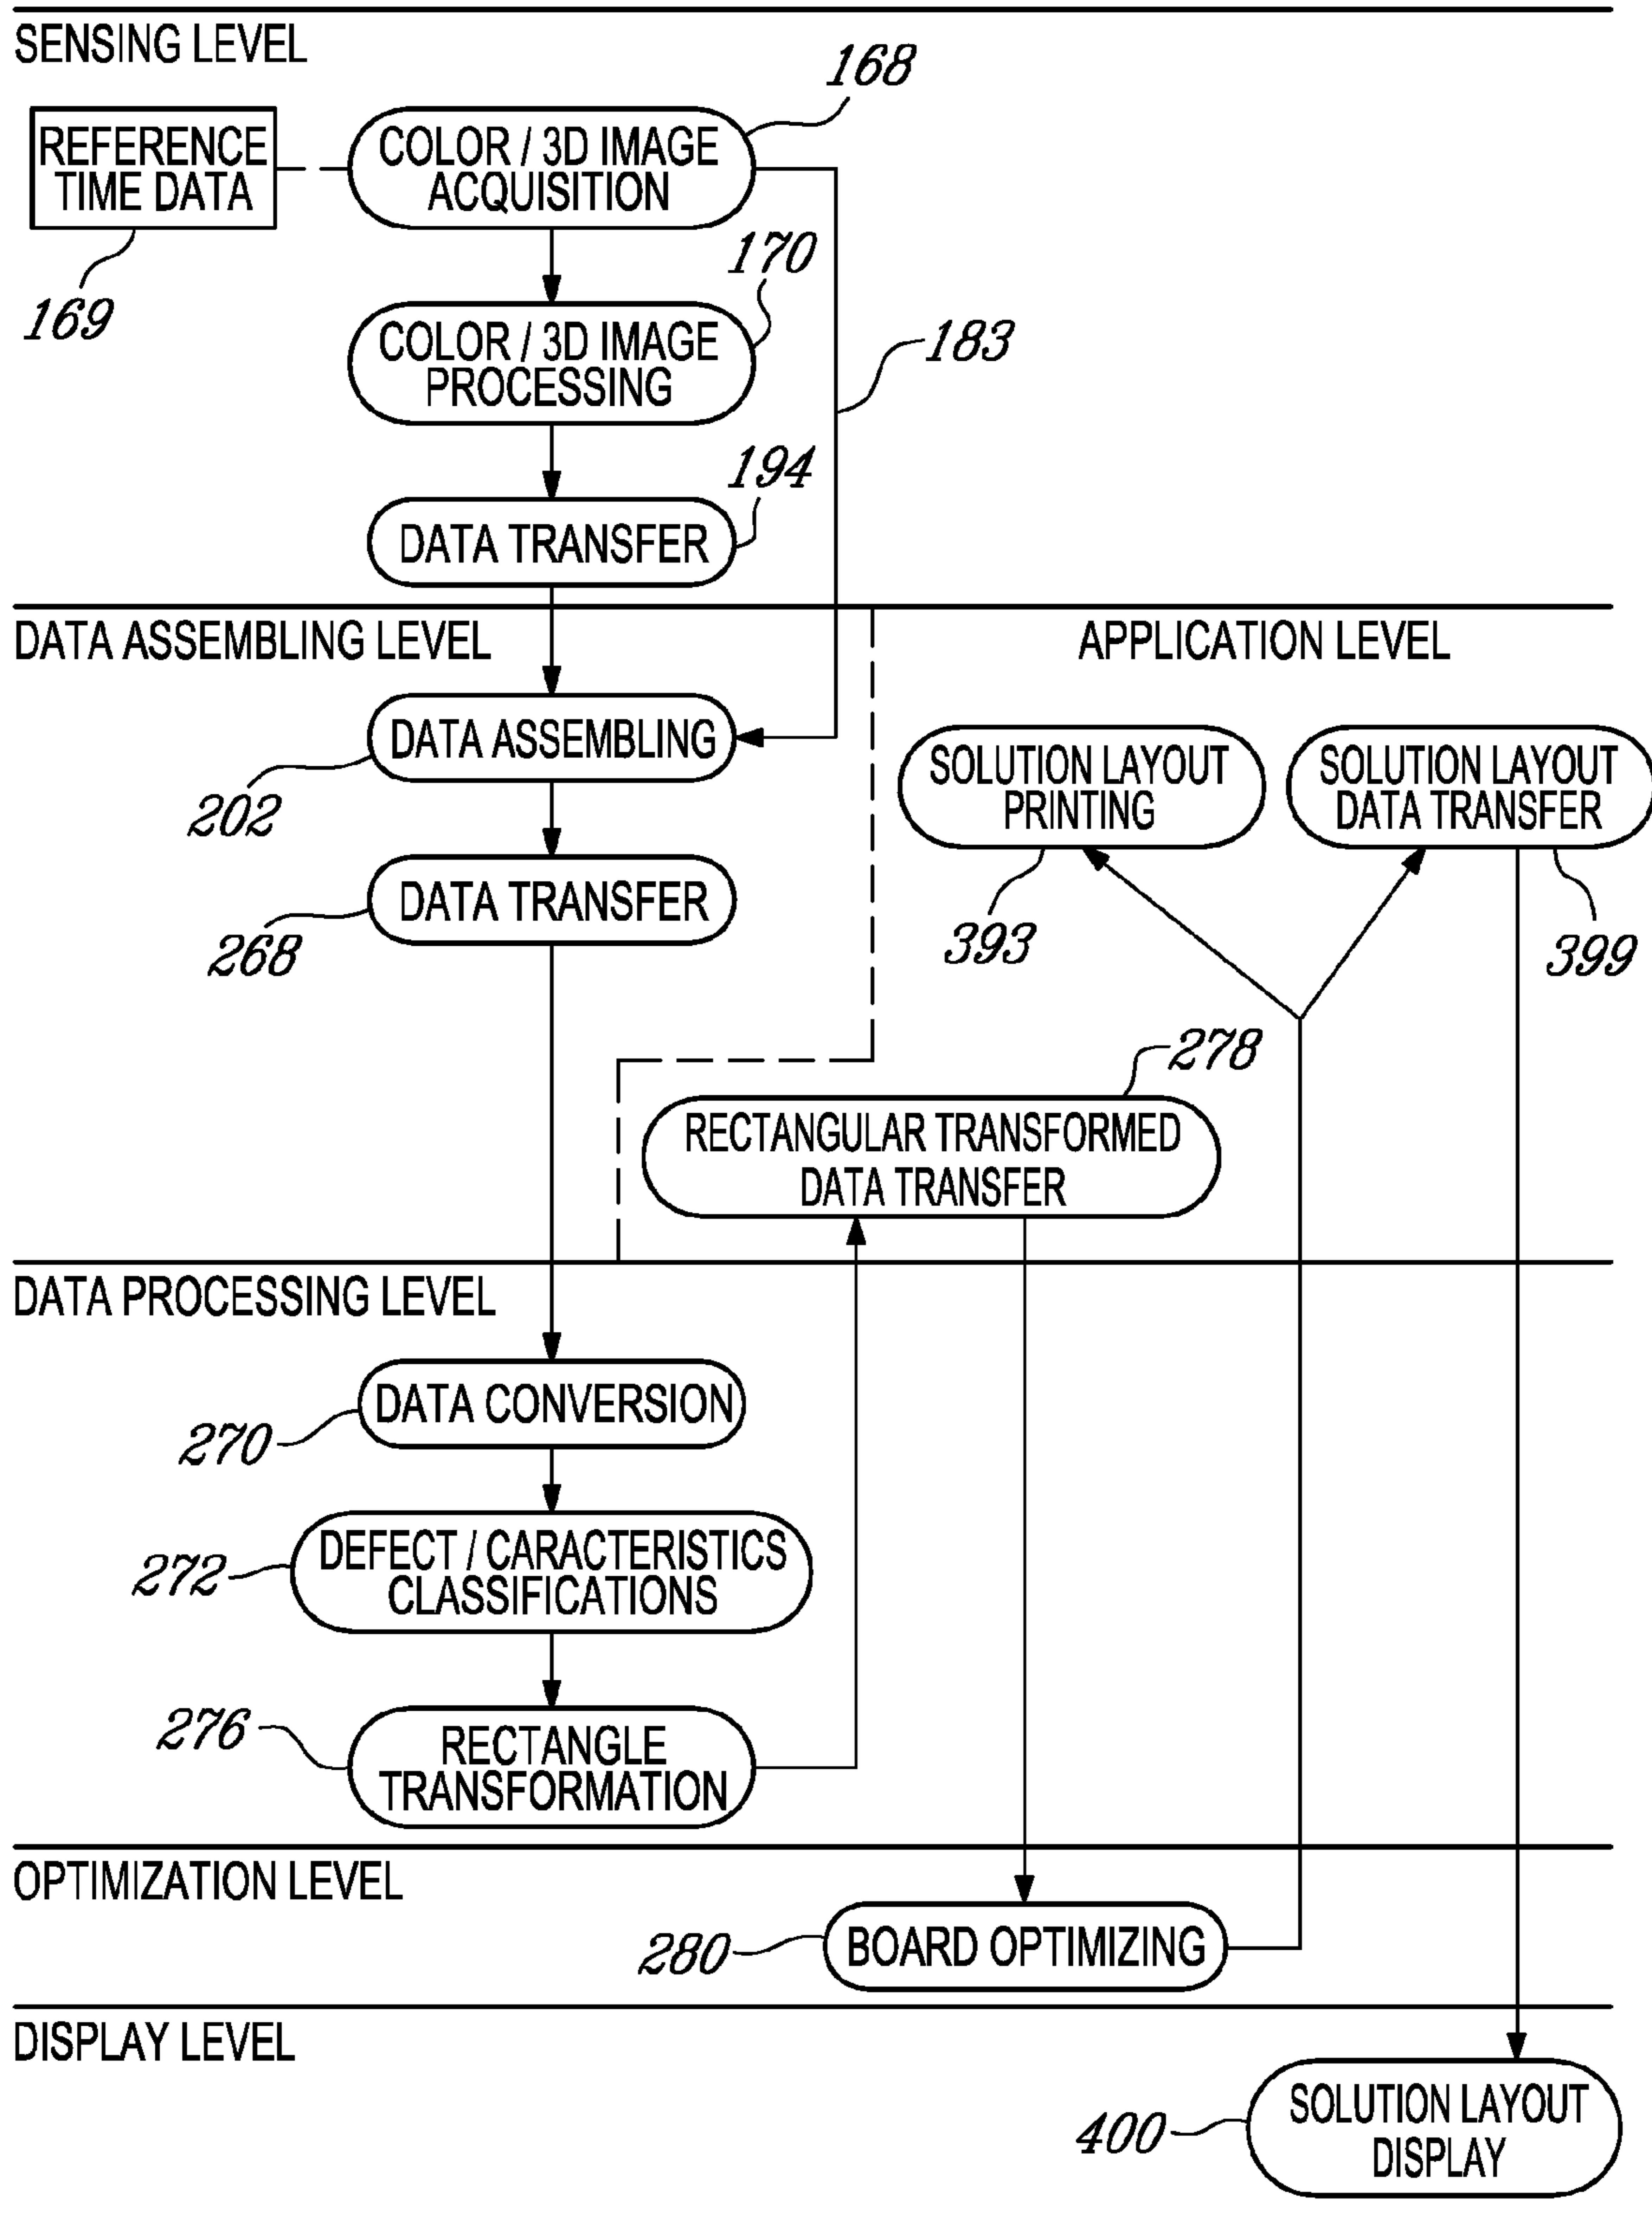 SENSING LEVEL
168
REFERENCE
TIME DATA
COLOR / 3D IMAGE
ACQUISITION
169
170
COLOR / 3D IMAGE
PROCESSING
183
194
DATA TRANSFER
DATA ASSEMBLING LEVEL
APPLICATION LEVEL
DATA ASSEMBLING
202
SOLUTION LAYOUT
PRINTING
SOLUTION LAYOUT
DATA TRANSFER
DATA TRANSFER
268
393
399
278
RECTANGULAR TRANSFORMED
DATA TRANSFER
DATA PROCESSING LEVEL
DATA CONVERSION
270
DEFECT / CARACTERISTICS
CLASSIFICATIONS
272
276
RECTANGLE
TRANSFORMATION
OPTIMIZATION LEVEL
280
BOARD OPTIMIZING
DISPLAY LEVEL
400
SOLUTION LAYOUT
DISPLAY